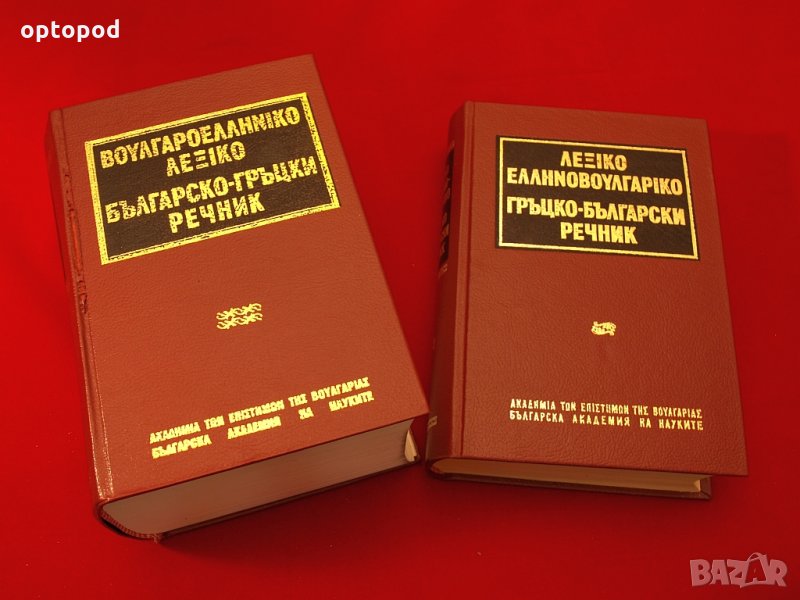 optopod
ΒΟΥΛΓΑΡΟΕΛΛΗΝΙΚΟ
ΛΕΞΙΚΟ
БЪЛГАРСКО-ГРЪЦКИ
РЕЧНИК
ΑΚΑΔΗΜΙΑ ΤΩΝ ΕΠΙΣΤΗΜΩΝ ΤΗΣ ΒΟΥΛΓΑΡΙΑΣ
БЪЛГАРСКА АКАДЕМИЯ НА НАУКИТЕ
ΛΕΞΙΚΟ
ΕΛΛΗΝΟΒΟΥΛΓΑΡΙΚΟ
ГРЪЦКО-БЪЛГАРСКИ
РЕЧНИК
ΑΚΑΔΗΜΙΑ ΤΩΝ ΕΠΙΣΤΗΜΩΝ ΤΗΣ ΒΟΥΛΓΑΡΙΑΣ
БЪЛГАРСКА АКАДЕМИЯ НА НАУКИТЕ
BAZAR